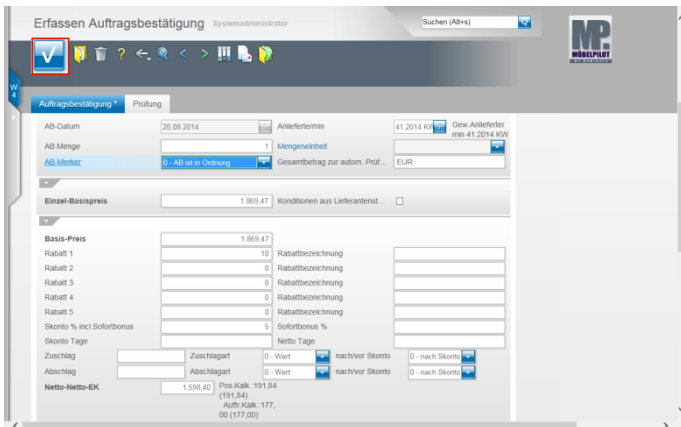 Erfassen Auftragsbestätigung Systemadministrator Suchen (Alt+s)
MP
MÖBELPILOT
W
4
Auftragsbestätigung * Prüfung
AB-Datum 20.08.2014 Anliefertermin 41.2014 KW Gew.Anlieferter
min 41.2014 KW
AB Menge 1 Mengeneinheit
AB-Merker 0 - AB ist in Ordnung Gesamtbetrag zur autom. Prüf... EUR
Einzel-Basispreis 1.869,47 Konditionen aus Lieferantenst...
Basis-Preis 1.869,47
Rabatt 1 10 Rabattbezeichnung
Rabatt 2 0 Rabattbezeichnung
Rabatt 3 0 Rabattbezeichnung
Rabatt 4 0 Rabattbezeichnung
Rabatt 5 0 Rabattbezeichnung
Skonto % incl.Sofortbonus 5 Sofortbonus %
Skonto Tage Netto Tage
Zuschlag Zuschlagart 0 - Wert nach/vor Skonto 0 - nach Skonto
Abschlag Abschlagart 0 - Wert nach/vor Skonto 0 - nach Skonto
Netto-Netto-EK 1.598,40 Pos.Kalk.:191,84
(191,84)
Auftr.Kalk.:177,
00 (177,00)